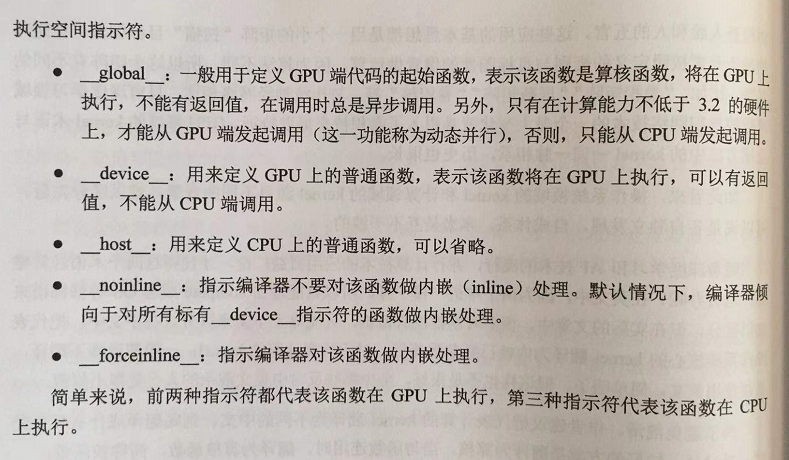 执行空间指示符。
● __global__：一般用于定义 GPU 端代码的起始函数，表示该函数是算核函数，将在 GPU 上
执行，不能有返回值，在调用时总是异步调用。另外，只有在计算能力不低于 3.2 的硬件
上，才能从 GPU 端发起调用（这一功能称为动态并行），否则，只能从 CPU 端发起调用。
● __device__：用来定义 GPU 上的普通函数，表示该函数将在 GPU 上执行，可以有返回
值，不能从 CPU 端调用。
● __host__：用来定义 CPU 上的普通函数，可以省略。
● __noinline__：指示编译器不要对该函数做内嵌（inline）处理。默认情况下，编译器倾
向于对所有标有__device__指示符的函数做内嵌处理。
● __forceinline__：指示编译器对该函数做内嵌处理。
简单来说，前两种指示符都代表该函数在 GPU 上执行，第三种指示符代表该函数在 CPU
上执行。